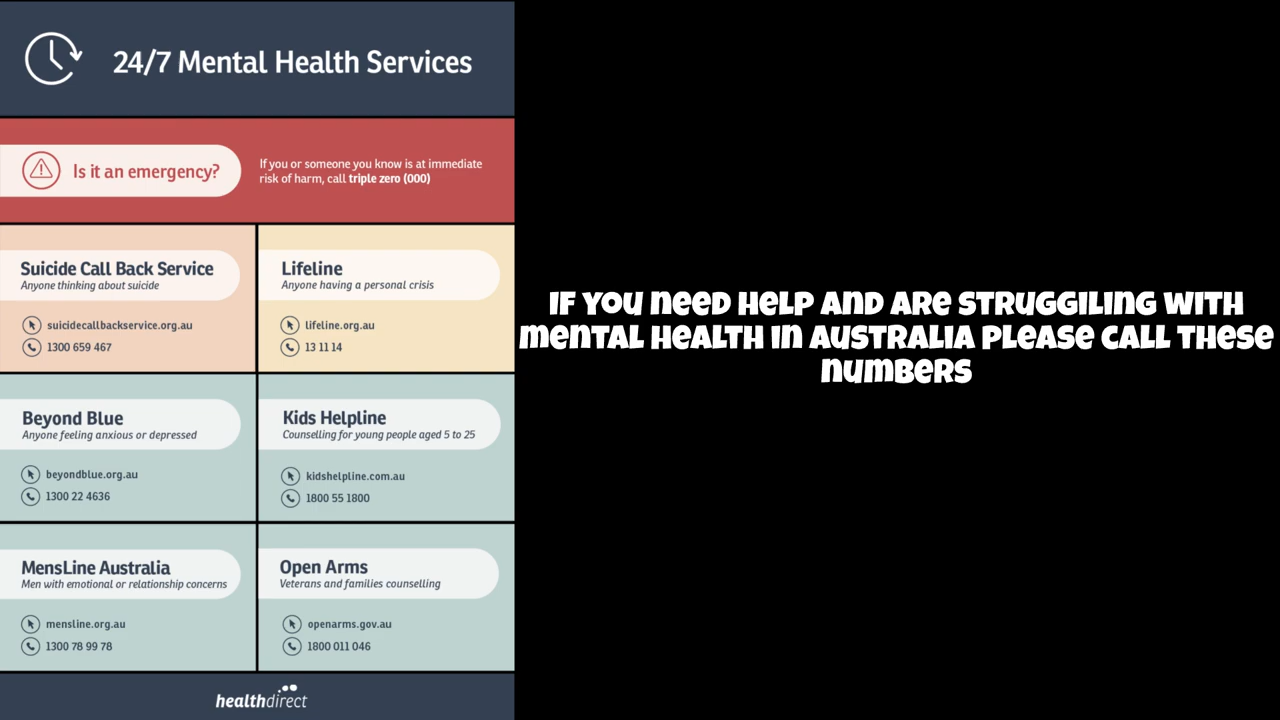 24/7 Mental Health Services
Is it an emergency?
If you or someone you know is at immediate
risk of harm, call triple zero (000)
Suicide Call Back Service
Anyone thinking about suicide
suicidecallbackservice.org.au
1300 659 467
Lifeline
Anyone having a personal crisis
lifeline.org.au
13 11 14
Beyond Blue
Anyone feeling anxious or depressed
beyondblue.org.au
1300 22 4636
Kids Helpline
Counselling for young people aged 5 to 25
kidshelpline.com.au
1800 55 1800
MensLine Australia
Men with emotional or relationship concerns
mensline.org.au
1300 78 99 78
Open Arms
Veterans and families counselling
openarms.gov.au
1800 011 046
healthdirect
IF YOU NEED HELP AND ARE STRUGGILING WITH
MENTAL HEALTH IN AUSTRALIA PLEASE CALL THESE
NUMBERS